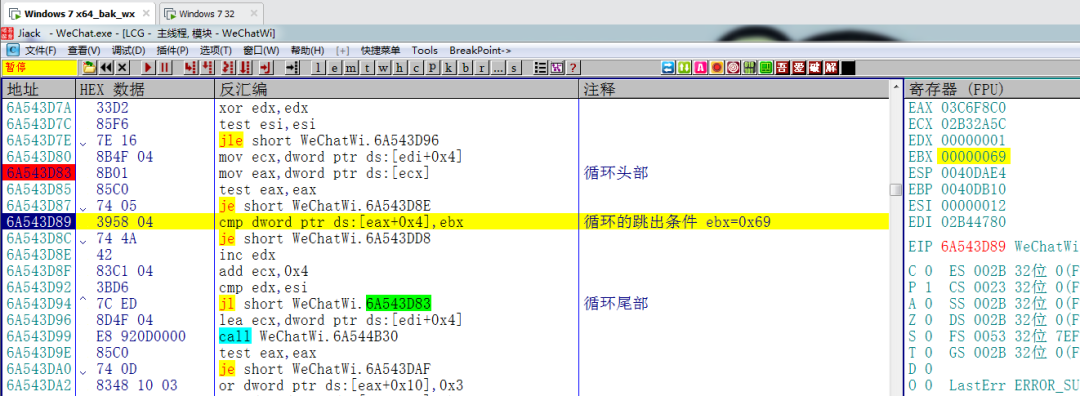 Windows 7 x64_bak_wx × Windows 7 32 ×
Jiack - WeChat.exe - [LCG - 主线程, 模块 - WeChatWi]
C 文件(F) 查看(V) 调试(D) 插件(P) 选项(T) 窗口(W) 帮助(H) [+] 快捷菜单 Tools BreakPoint->
暂停 l e m t w h c p k b r ... s ? A 吾 爱 破 解
地址 HEX 数据 反汇编 注释 寄存器 (FPU)
6A543D7A 33D2 xor edx,edx EAX 03C6F8C0
6A543D7C 85F6 test esi,esi ECX 02B32A5C
6A543D7E 7E 16 jle short WeChatWi.6A543D96 EDX 00000001
6A543D80 8B4F 04 mov ecx,dword ptr ds:[edi+0x4] EBX 00000069
6A543D83 8B01 mov eax,dword ptr ds:[ecx] 循环头部 ESP 0040DAE4
6A543D85 85C0 test eax,eax EBP 0040DB10
6A543D87 74 05 je short WeChatWi.6A543D8E ESI 00000012
6A543D89 3958 04 cmp dword ptr ds:[eax+0x4],ebx 循环的跳出条件 ebx=0x69 EDI 02B44780
6A543D8C 74 4A je short WeChatWi.6A543DD8
6A543D8E 42 inc edx EIP 6A543D89 WeChatWi
6A543D8F 83C1 04 add ecx,0x4 C 0 ES 002B 32位 0(F
6A543D92 3BD6 cmp edx,esi P 1 CS 0023 32位 0(F
6A543D94 ^ 7C ED jl short WeChatWi.6A543D83 循环尾部 A 0 SS 002B 32位 0(F
6A543D96 8D4F 04 lea ecx,dword ptr ds:[edi+0x4] Z 0 DS 002B 32位 0(F
6A543D99 E8 920D0000 call WeChatWi.6A544B30 S 0 FS 0053 32位 7EF
6A543D9E 85C0 test eax,eax T 0 GS 002B 32位 0(F
6A543DA0 74 0D je short WeChatWi.6A543DAF D 0
6A543DA2 8348 10 03 or dword ptr ds:[eax+0x10],0x3 O 0 LastErr ERROR_SU